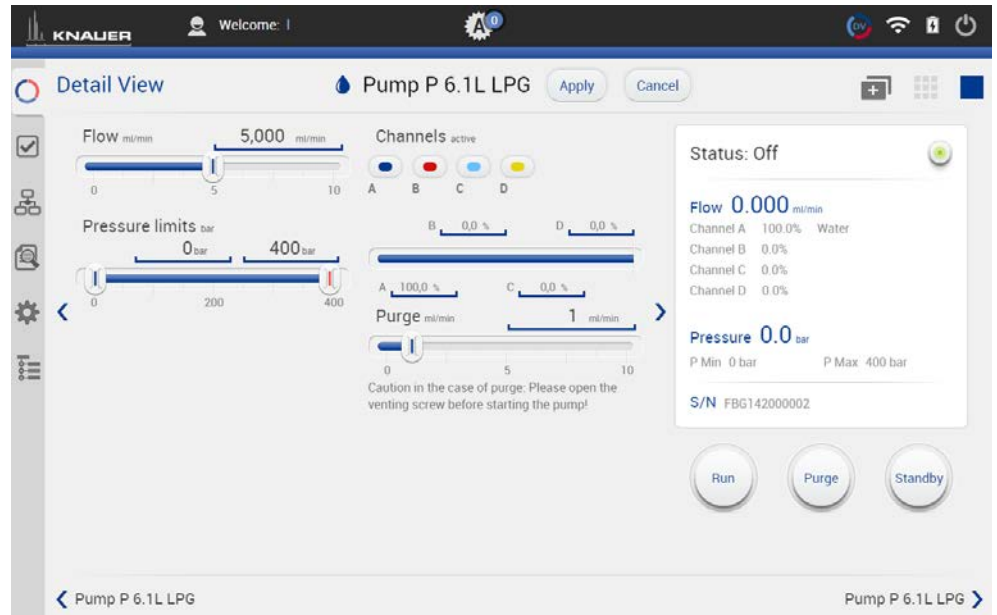 KNAUER Welcome: I A 0 DV
Detail View Pump P 6.1L LPG Apply Cancel
Flow ml/min 5,000 ml/min
0 5 10
Pressure limits bar
0 bar 400 bar
0 200 400
Channels active
A B C D
B 0,0 % D 0,0 %
A 100,0 % C 0,0 %
Purge ml/min 1 ml/min
0 5 10
Caution in the case of purge: Please open the
venting screw before starting the pump!
Status: Off
Flow 0.000 ml/min
Channel A 100.0% Water
Channel B 0.0%
Channel C 0.0%
Channel D 0.0%
Pressure 0.0 bar
P Min 0 bar P Max 400 bar
S/N FBG142000002
Run Purge Standby
Pump P 6.1L LPG Pump P 6.1L LPG